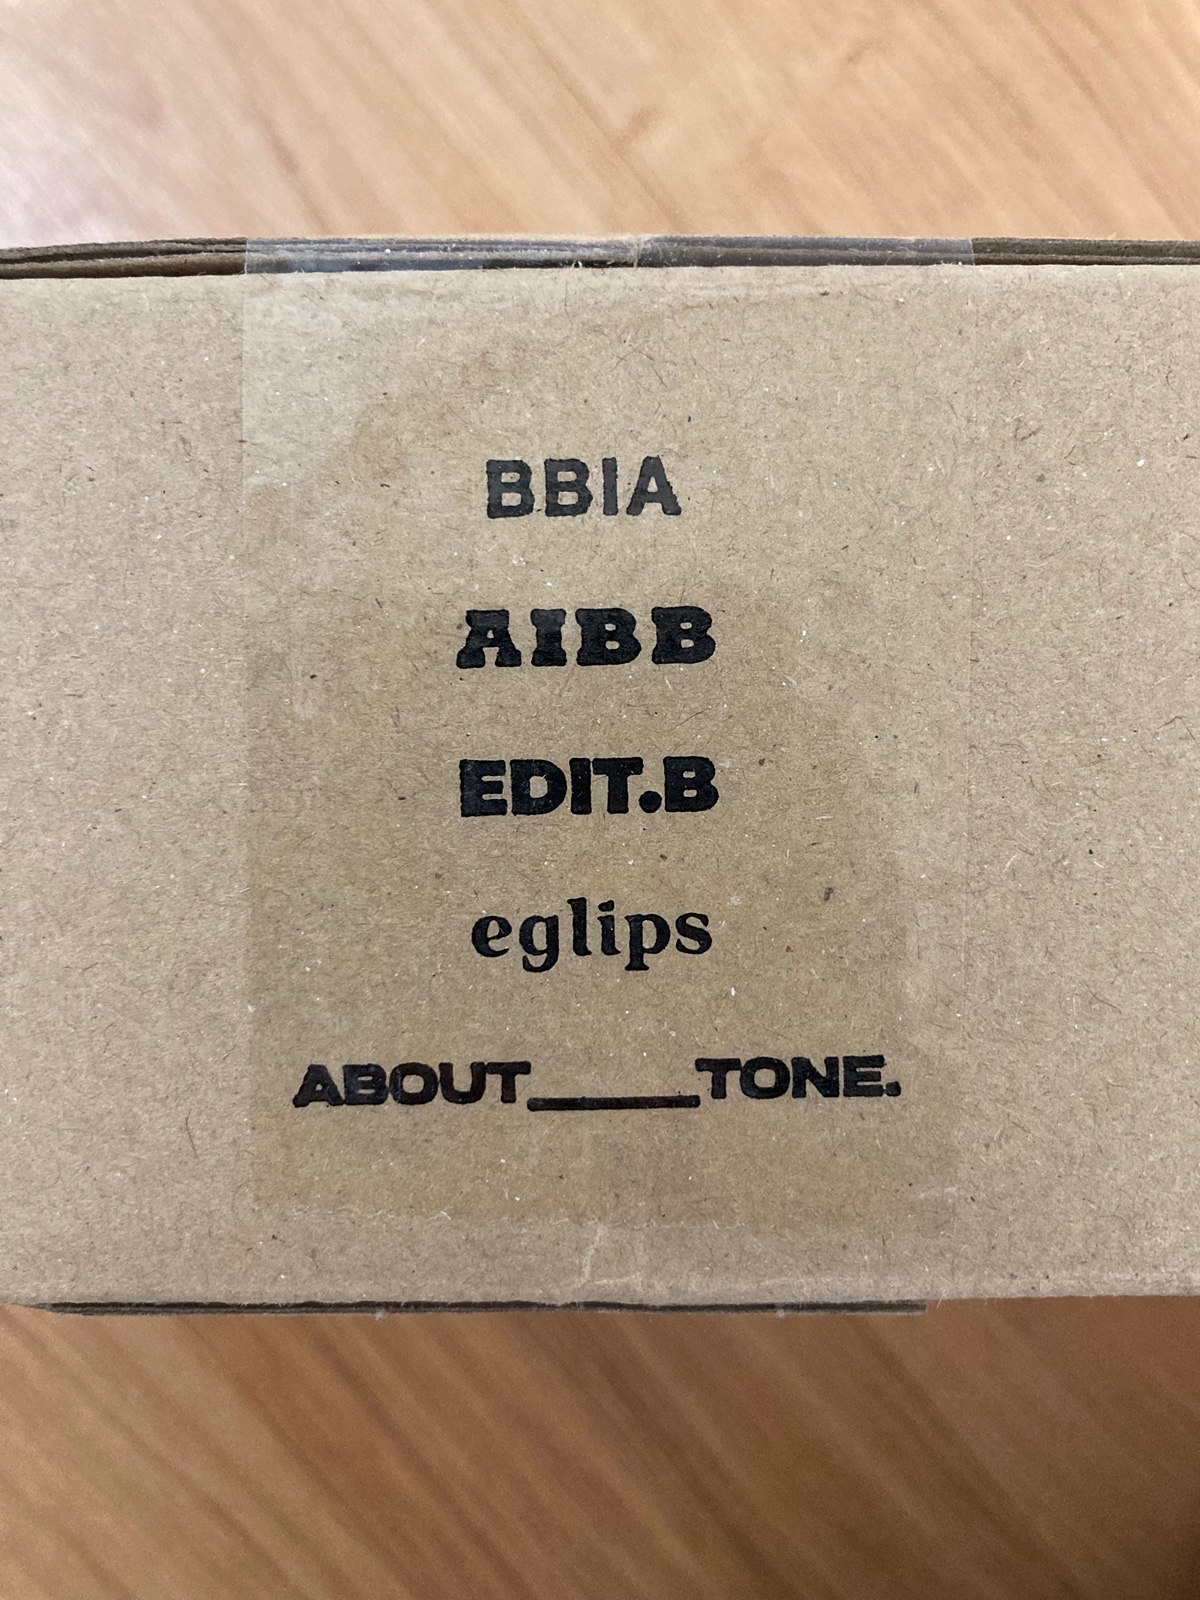 BBIA
AIBB
EDIT.B
eglips
ABOUT____TONE.